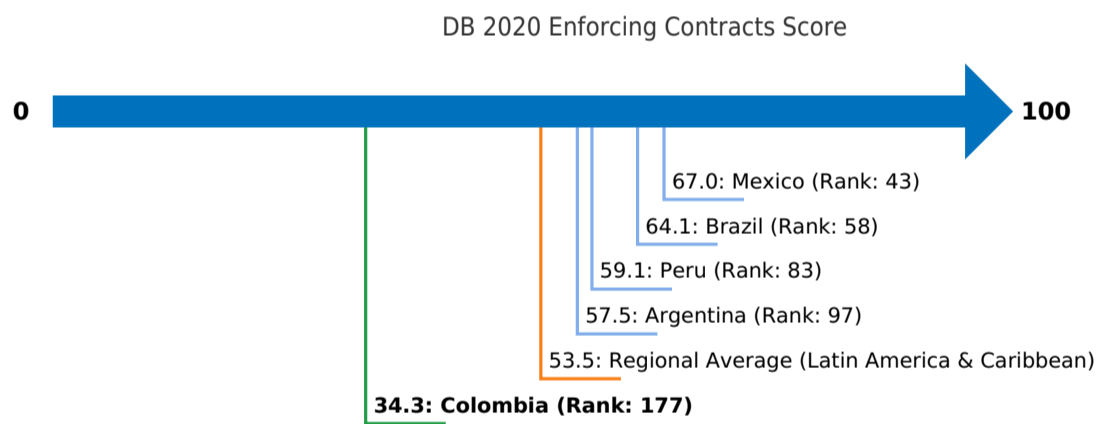 DB 2020 Enforcing Contracts Score
0
100
67.0: Mexico (Rank: 43)
64.1: Brazil (Rank: 58)
59.1: Peru (Rank: 83)
57.5: Argentina (Rank: 97)
53.5: Regional Average (Latin America & Caribbean)
34.3: Colombia (Rank: 177)